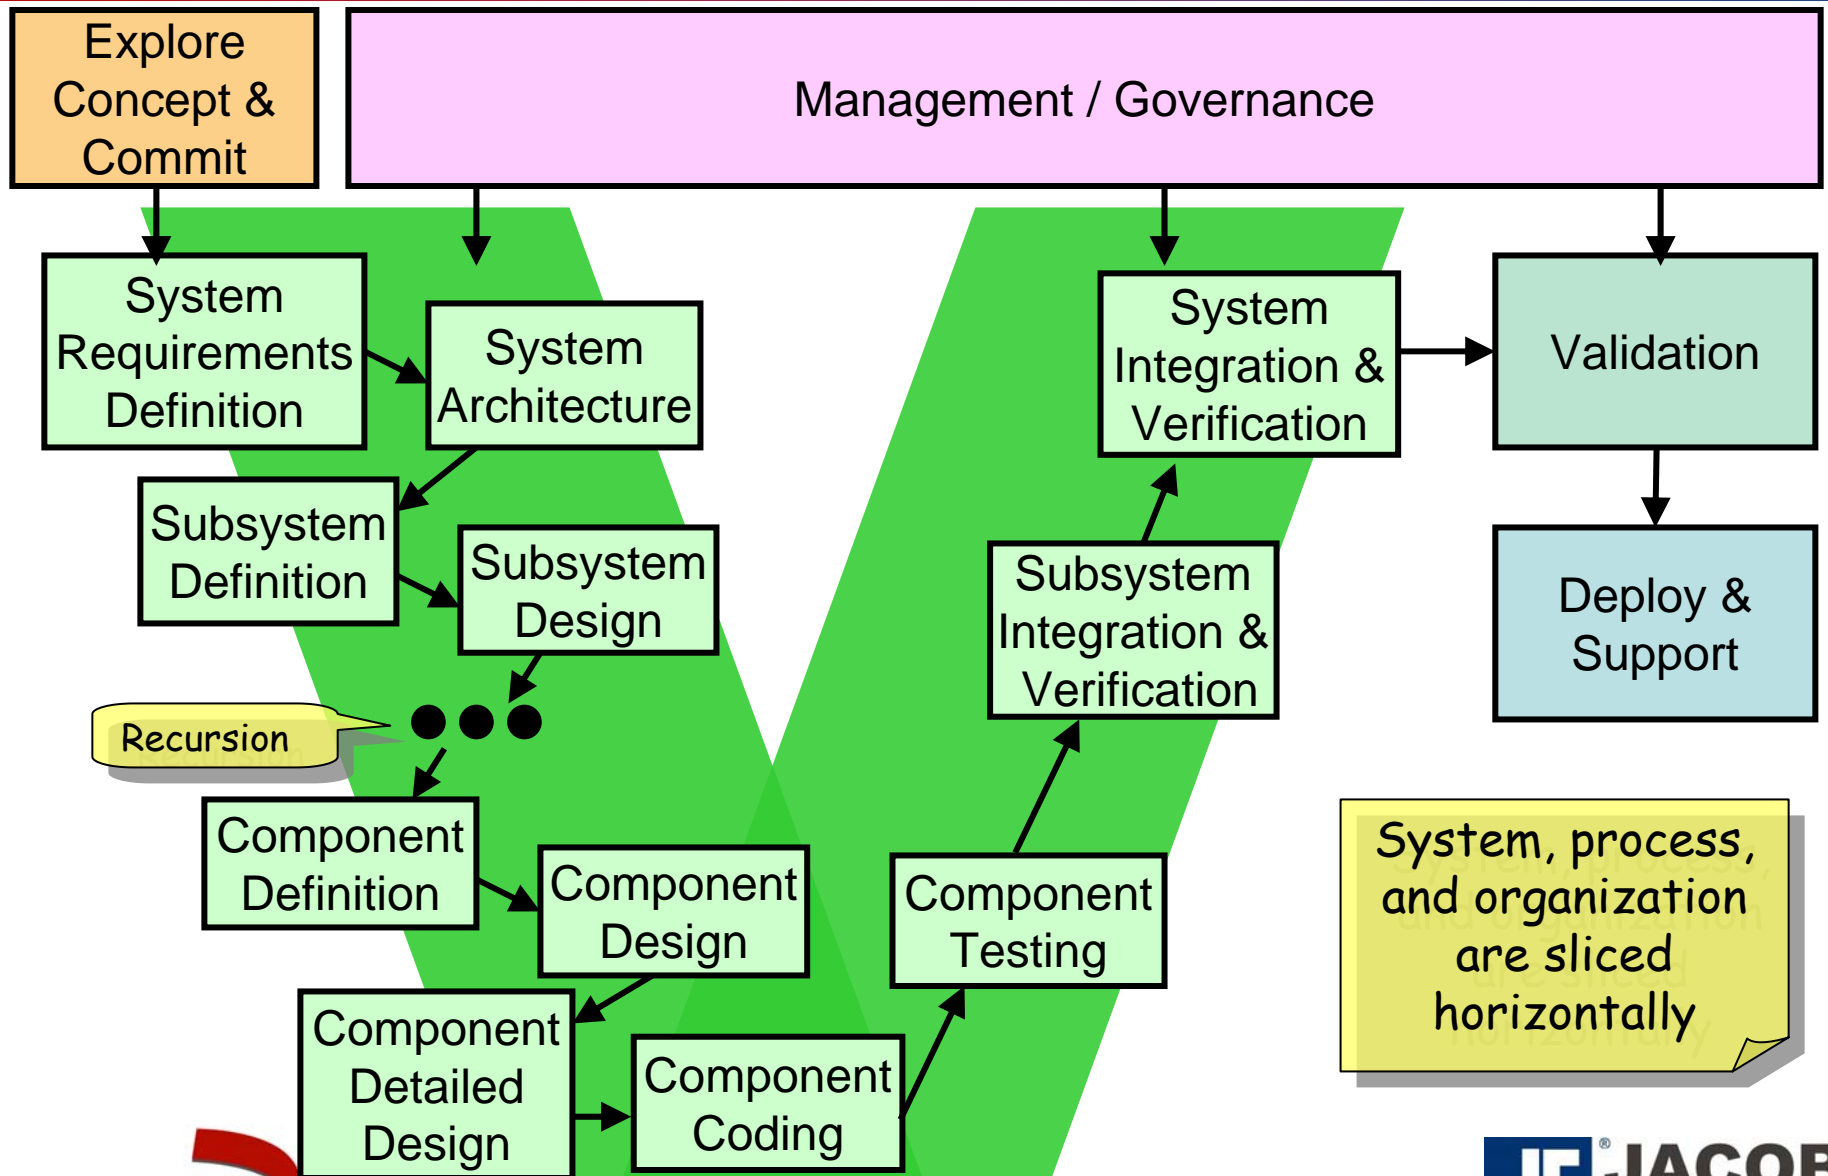 Explore
Concept &
Commit
Management / Governance
System
Requirements
Definition
System
Architecture
System
Integration &
Verification
Validation
Subsystem
Definition
Subsystem
Design
Subsystem
Integration &
Verification
Deploy &
Support
Recursion
Component
Definition
Component
Design
Component
Testing
System, process,
and organization
are sliced
horizontally
Component
Detailed
Design
Component
Coding